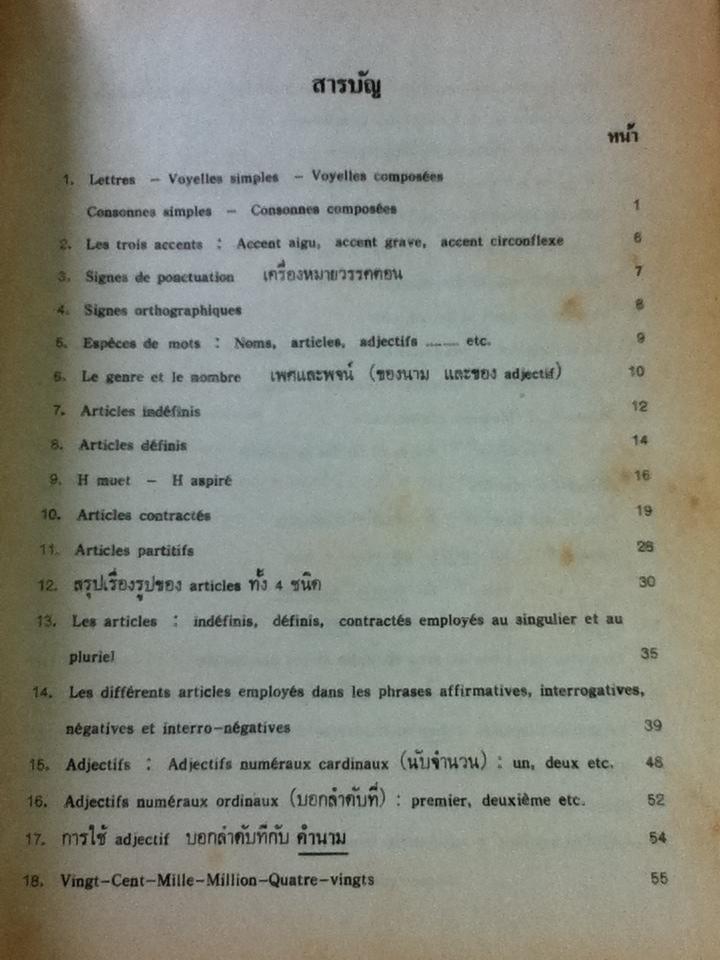 สารบัญ
หน้า
1. Lettres — Voyelles simples — Voyelles composées
Consonnes simples — Consonnes composées 1
2. Les trois accents : Accent aigu, accent grave, accent circonflexe 6
3. Signes de ponctuation เครื่องหมายวรรคตอน 7
4. Signes orthographiques 8
5. Espèces de mots : Noms, articles, adjectifs ........ etc. 9
6. Le genre et le nombre เพศและพจน์ (ของนาม และของ adjectif) 10
7. Articles indéfinis 12
8. Articles définis 14
9. H muet — H aspiré 16
10. Articles contractés 19
11. Articles partitifs 26
12. สรุปเรื่องรูปของ articles ทั้ง 4 ชนิด 30
13. Les articles : indéfinis, définis, contractés employés au singulier et au
pluriel 35
14. Les différents articles employés dans les phrases affirmatives, interrogatives,
négatives et interro-négatives 39
15. Adjectifs : Adjectifs numéraux cardinaux (นับจำนวน) : un, deux etc. 48
16. Adjectifs numéraux ordinaux (บอกลำดับที่) : premier, deuxième etc. 52
17. การใช้ adjectif บอกลำดับที่กับ คำนาม 54
18. Vingt-Cent-Mille-Million-Quatre-vingts 55